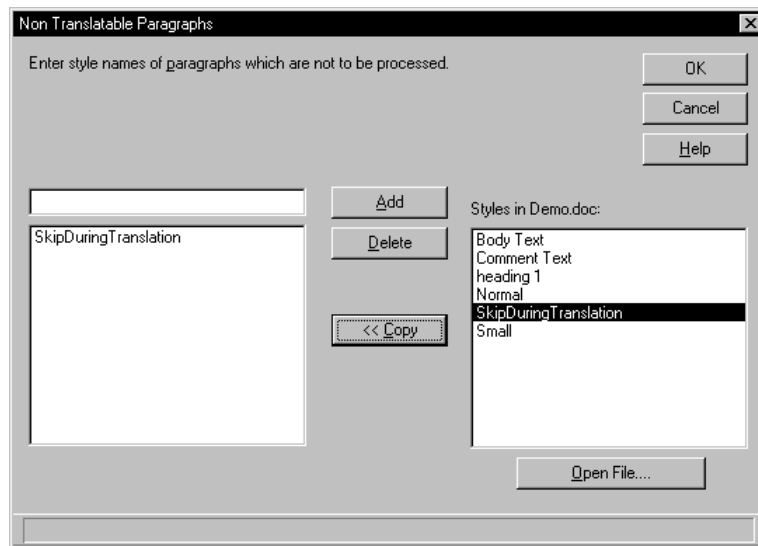 Non Translatable Paragraphs
Enter style names of paragraphs which are not to be processed.
OK
Cancel
Help
Add
Styles in Demo.doc:
SkipDuringTranslation
Delete
Body Text
Comment Text
heading 1
Normal
SkipDuringTranslation
Small
<< Copy
Open File....